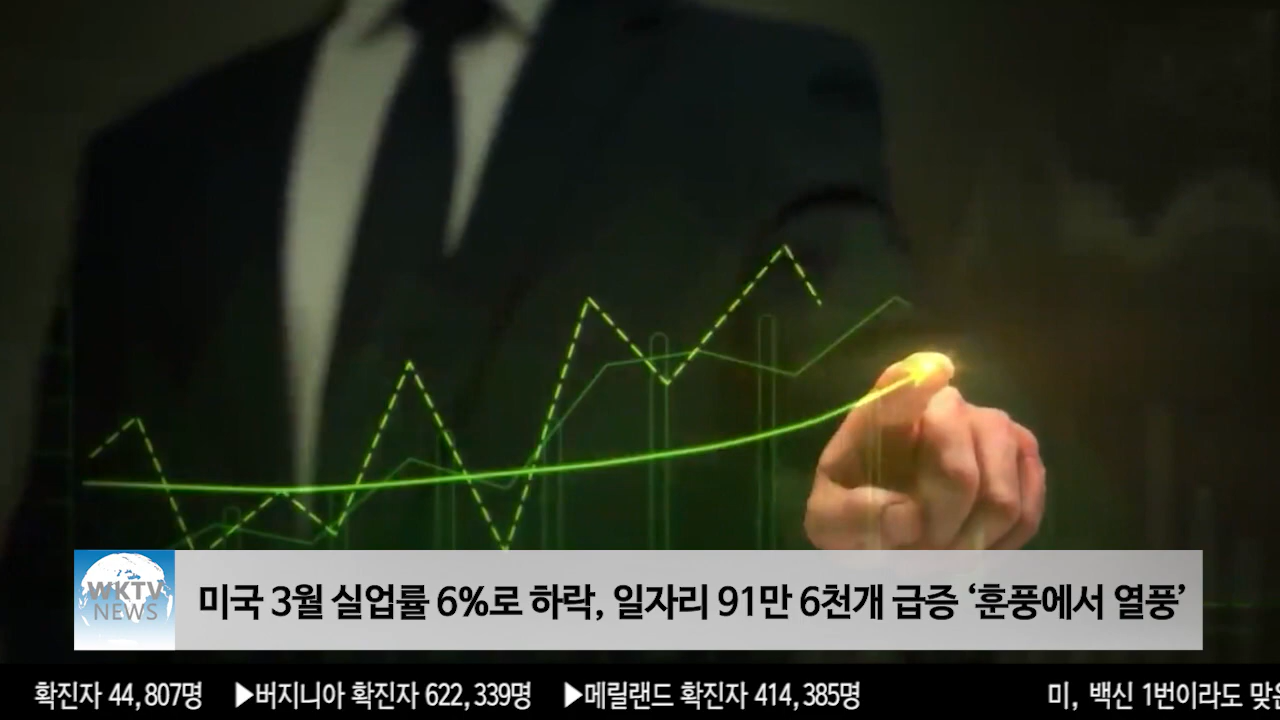 WKTV
NEWS
미국 3월 실업률 6%로 하락, 일자리 91만 6천개 급증 ‘훈풍에서 열풍’
확진자 44,807명 ▶버지니아 확진자 622,339명 ▶메릴랜드 확진자 414,385명 미, 백신 1번이라도